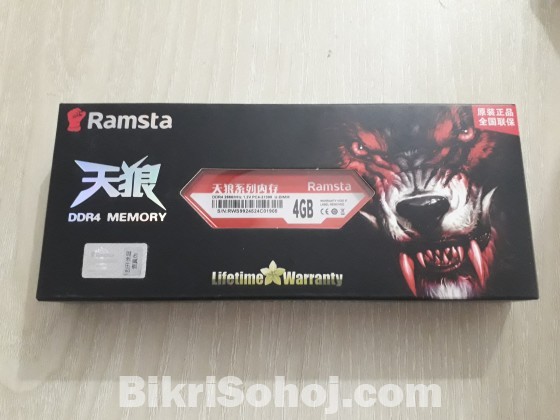 Ramsta
原装正品
全国联保
天狼
DDR4 MEMORY
天狼系列内存
Ramsta
4GB
Lifetime Warranty
BikriSohoj.com